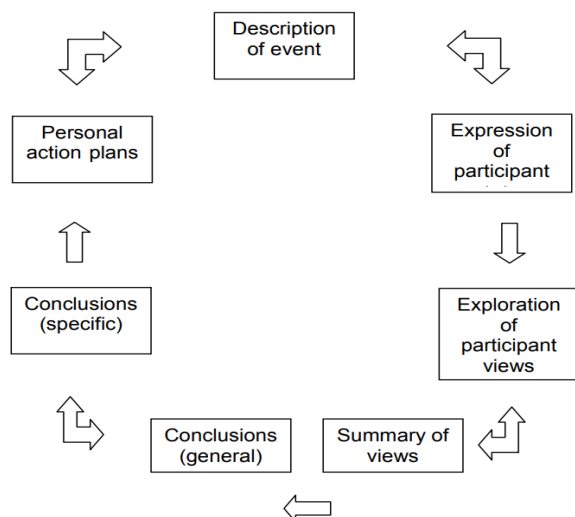 Description
of event
Expression
of
participant
Exploration
of
participant
views
Summary of
views
Conclusions
(general)
Conclusions
(specific)
Personal
action plans